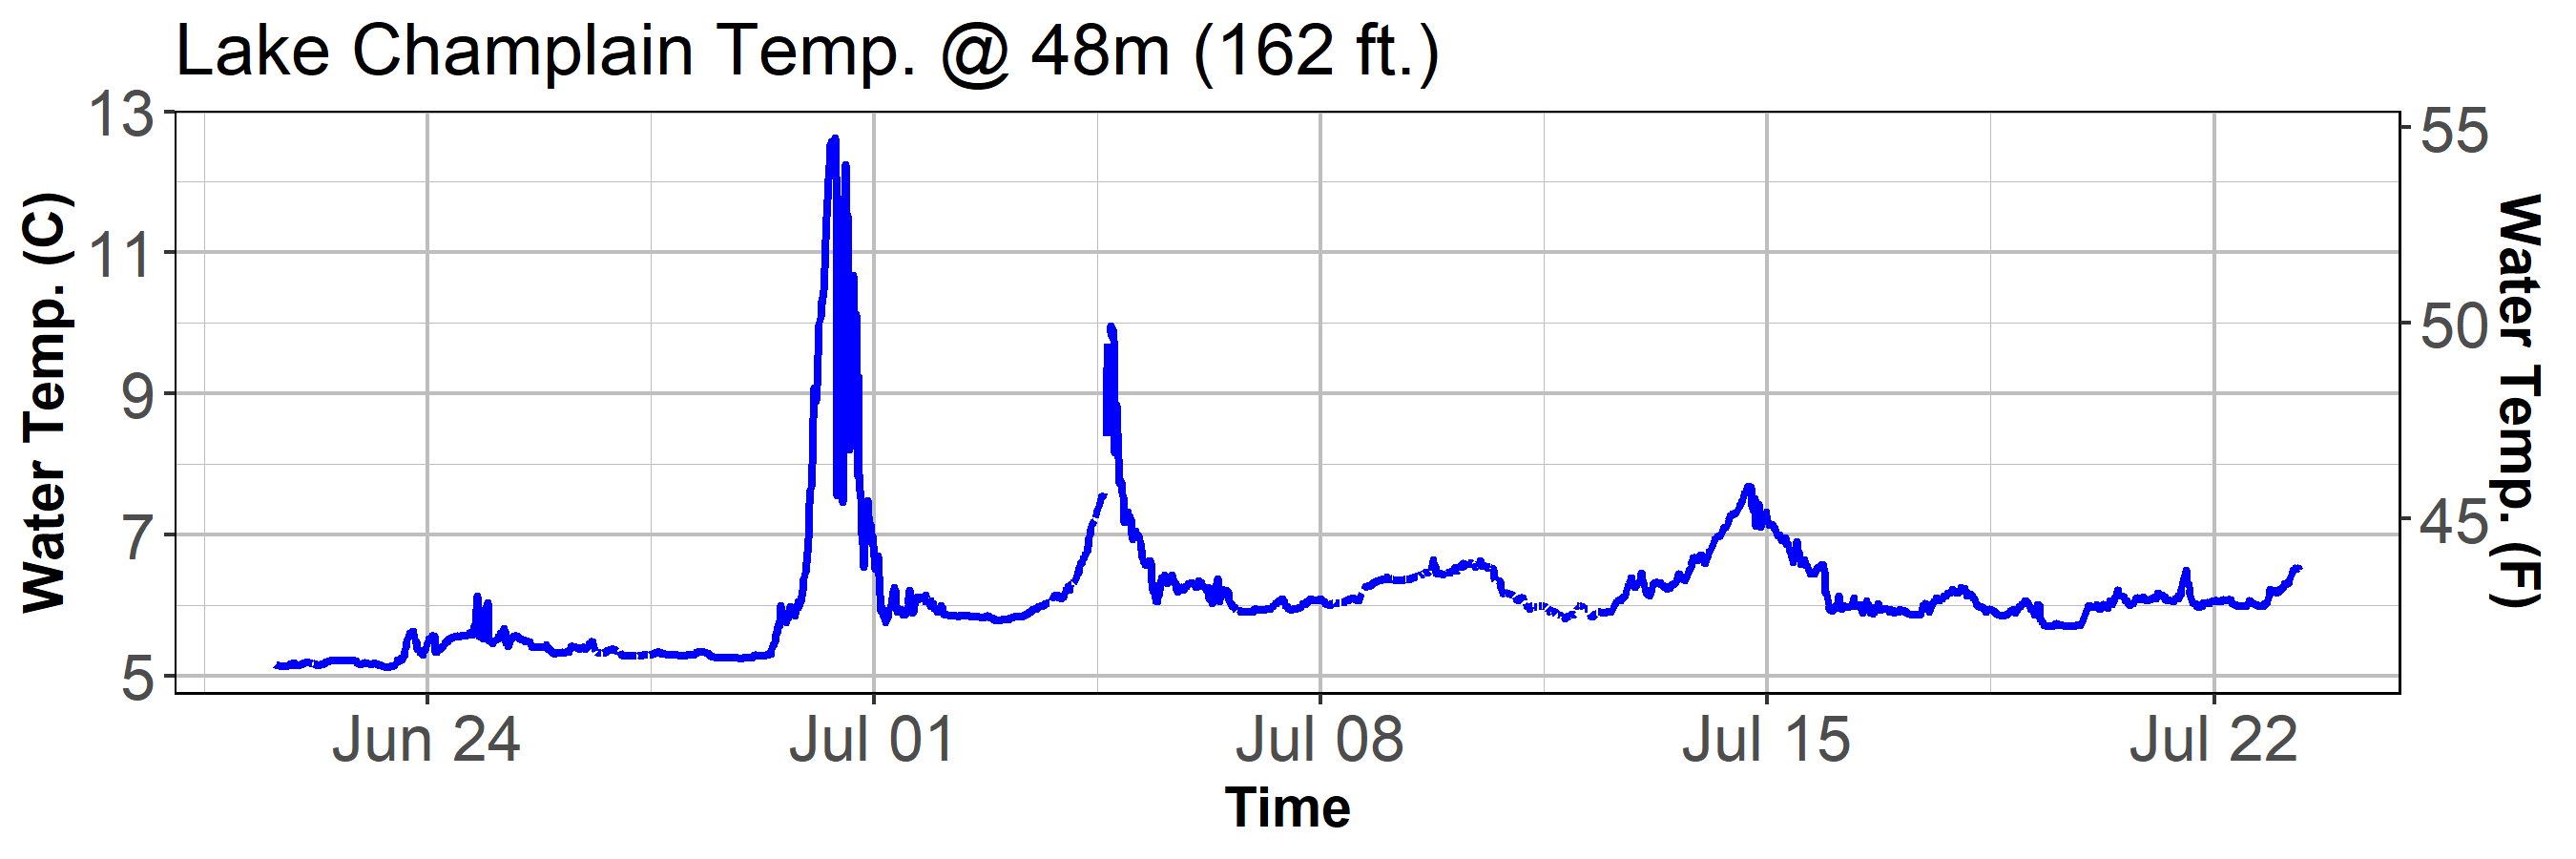 Lake Champlain Temp. @ 48m (162 ft.)
13
11
9
7
5
Water Temp. (C)
55
50
45
Water Temp. (F)
Jun 24
Jul 01
Jul 08
Jul 15
Jul 22
Time